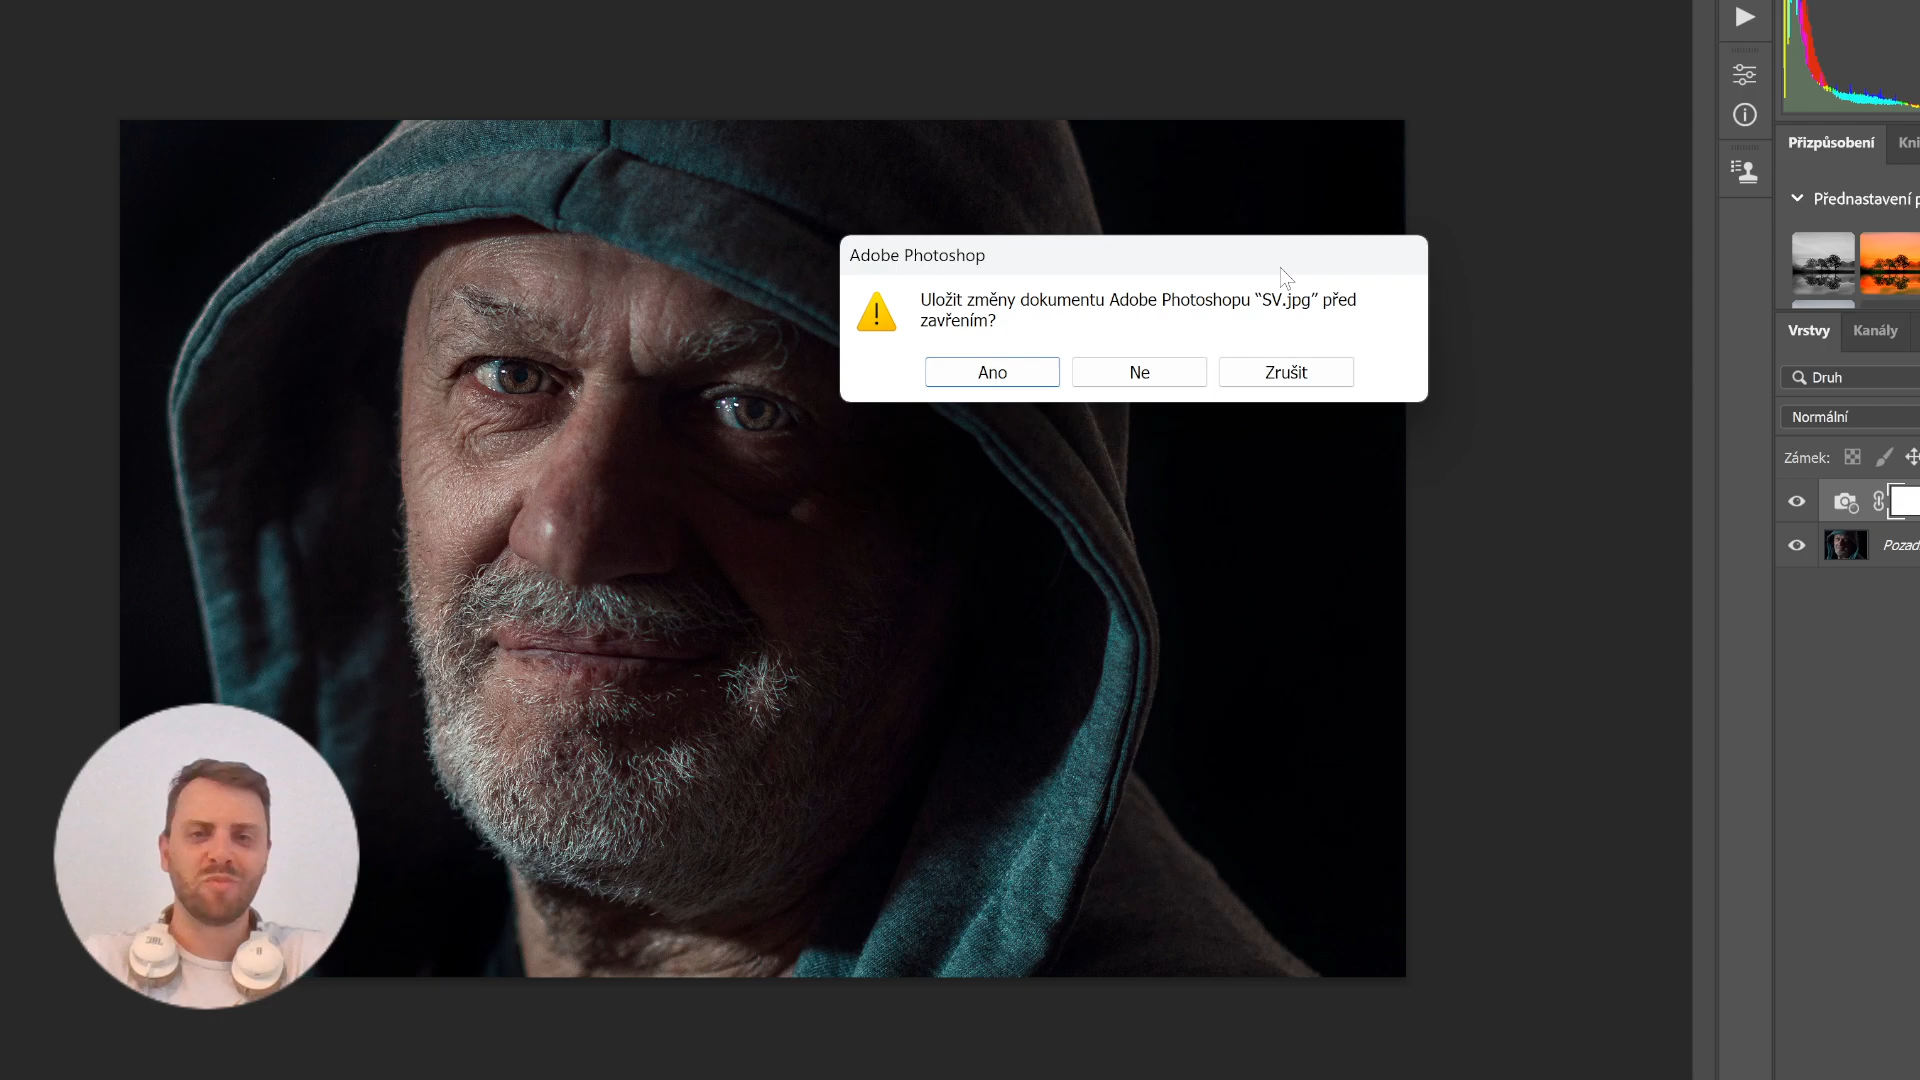 Přizpůsobení
Přednastavení
Adobe Photoshop
Uložit změny dokumentu Adobe Photoshopu “SV.jpg” před
zavřením?
Ano
Ne
Zrušit
Vrstvy
Kanály
Druh
Normální
Zámek:
JBL